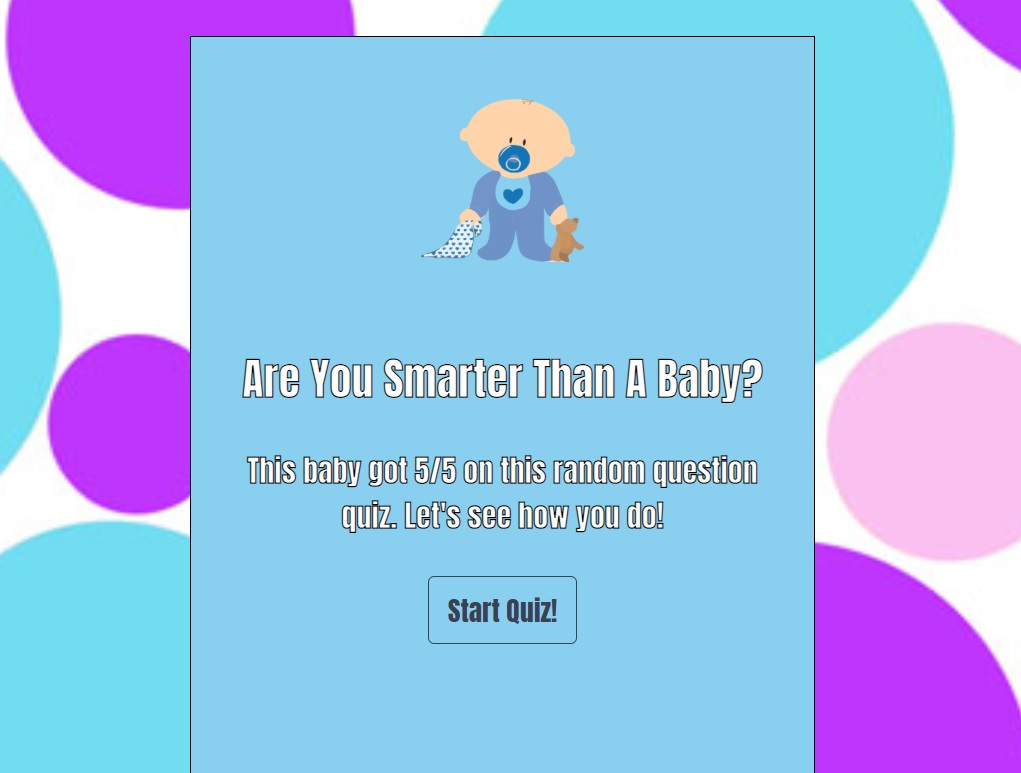 Are You Smarter Than A Baby?
This baby got 5/5 on this random question
quiz. Let's see how you do!
Start Quiz!